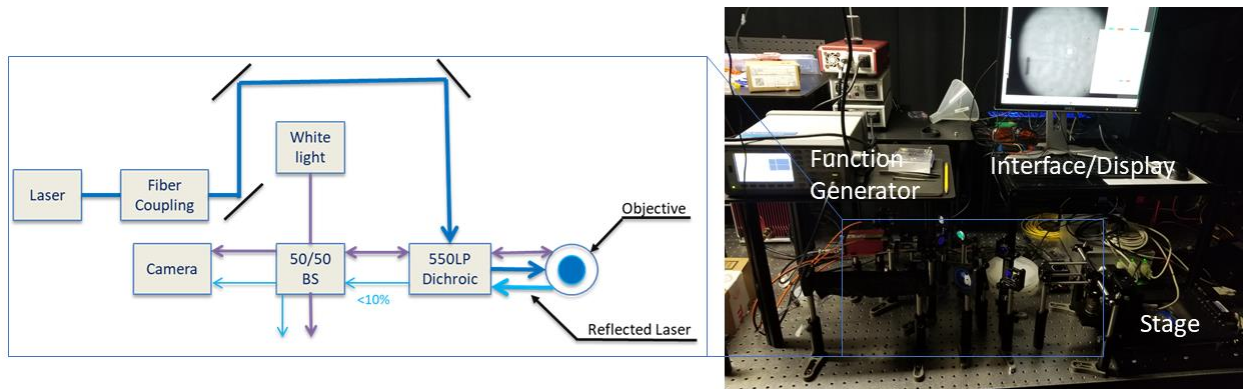 White
light
Laser
Fiber
Coupling
Objective
Camera
50/50
BS
550LP
Dichroic
<10%
Reflected Laser
Function
Generator
Interface/Display
Stage